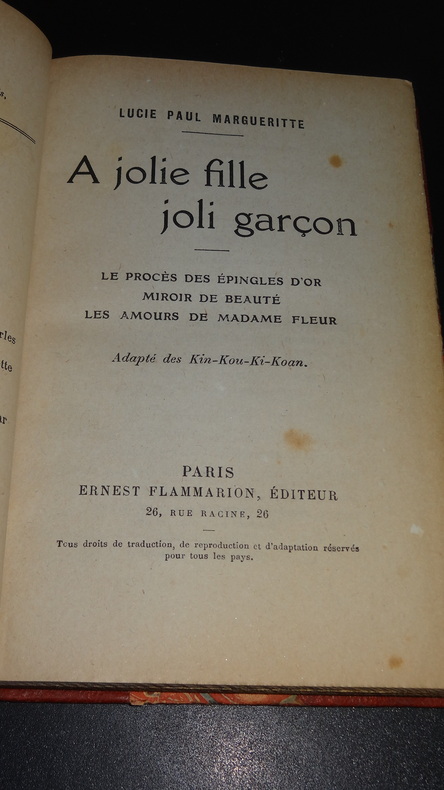 LUCIE PAUL MARGUERITTE
A jolie fille
joli garçon
LE PROCÈS DES ÉPINGLES D'OR
MIROIR DE BEAUTÉ
LES AMOURS DE MADAME FLEUR
Adapté des Kin-Kou-Ki-Koan.
PARIS
ERNEST FLAMMARION, ÉDITEUR
26, RUE RACINE, 26
Tous droits de traduction, de reproduction et d'adaptation réservés
pour tous les pays.